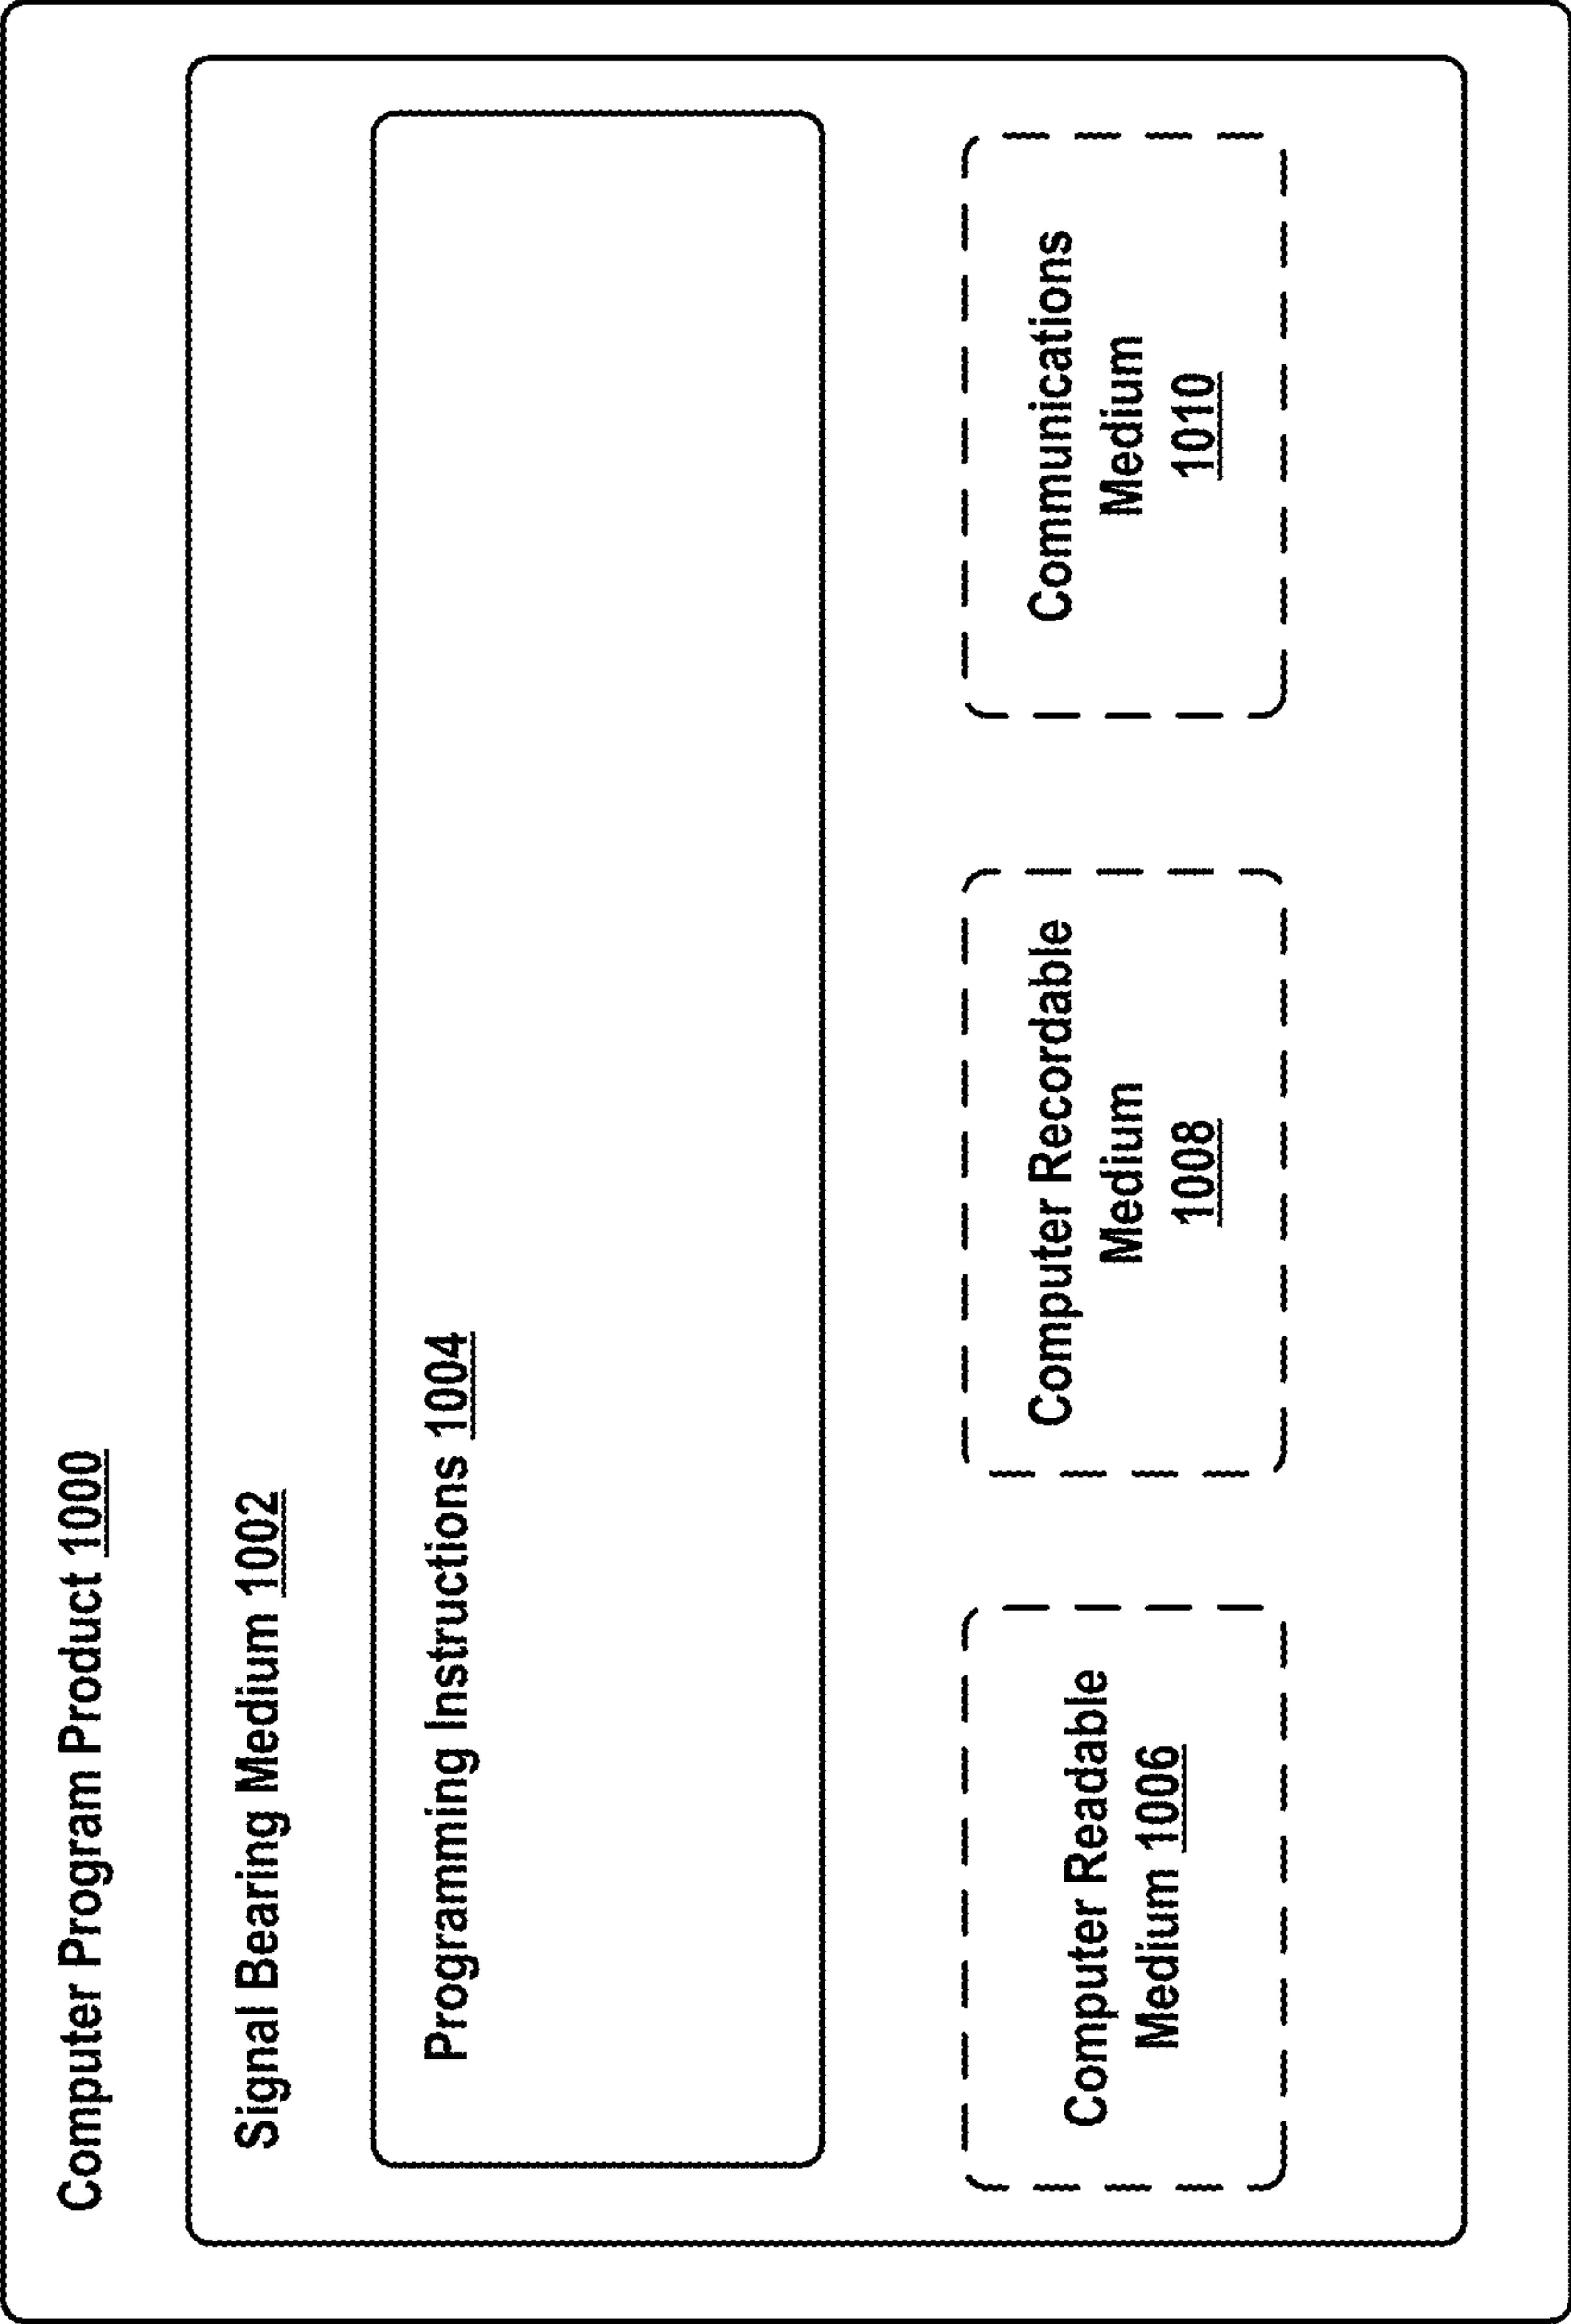 Computer Program Product 1000
Signal Bearing Medium 1002
Programming Instructions 1004
Computer Readable
Medium 1006
Computer Recordable
Medium
1008
Communications
Medium
1010